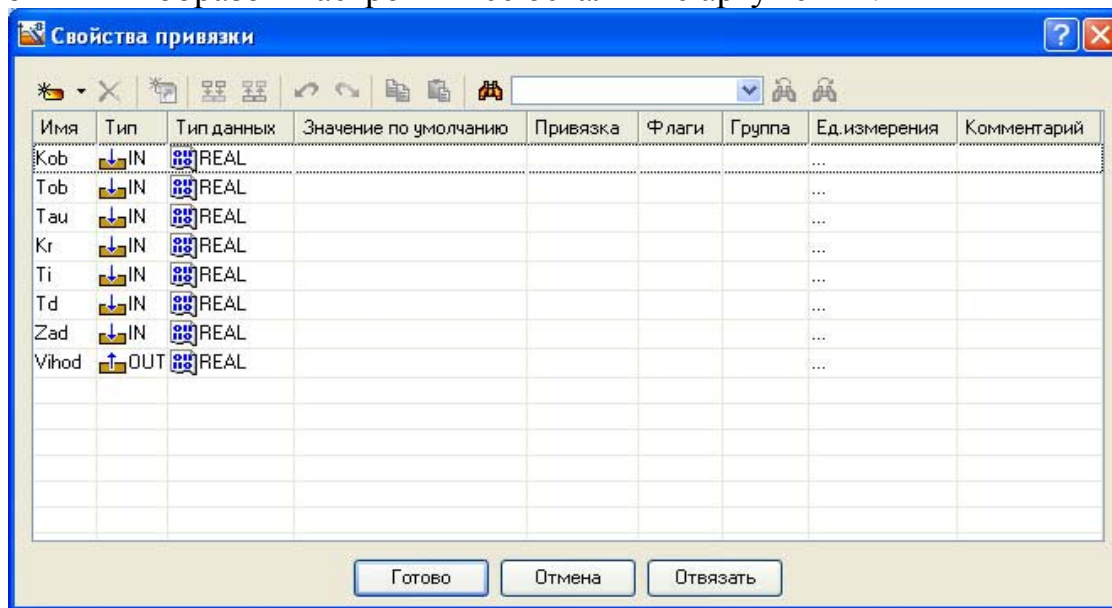 Свойства привязки
Имя Тип Тип данных Значение по умолчанию Привязка Флаги Группа Ед.измерения Комментарий
Kob IN REAL ...
Tob IN REAL ...
Tau IN REAL ...
Kr IN REAL ...
Ti IN REAL ...
Td IN REAL ...
Zad IN REAL ...
Vihod OUT REAL ...
Готово Отмена Отвязать